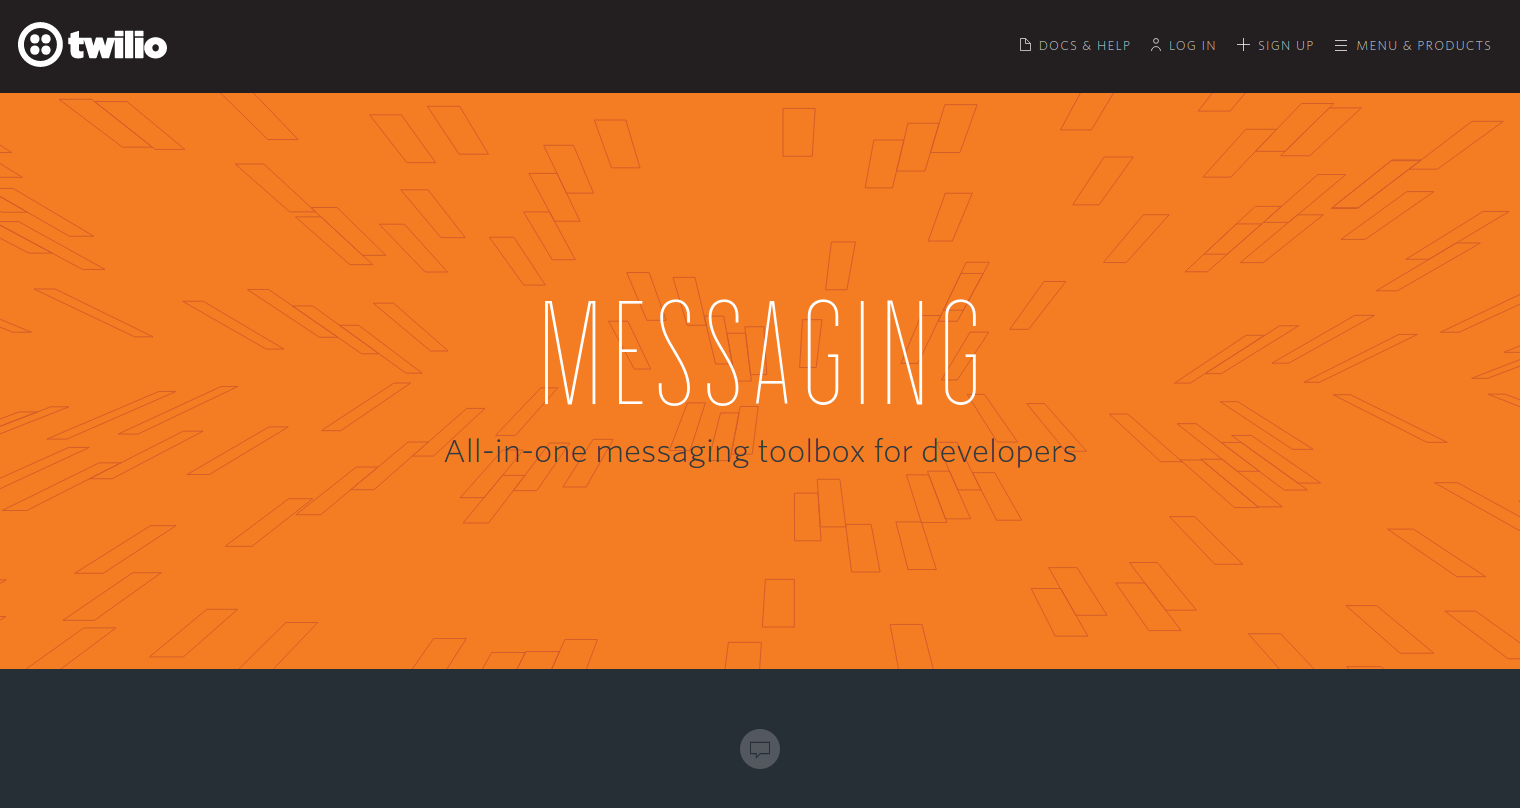 twilio
DOCS & HELP
LOG IN
SIGN UP
MENU & PRODUCTS
MESSAGING
All-in-one messaging toolbox for developers